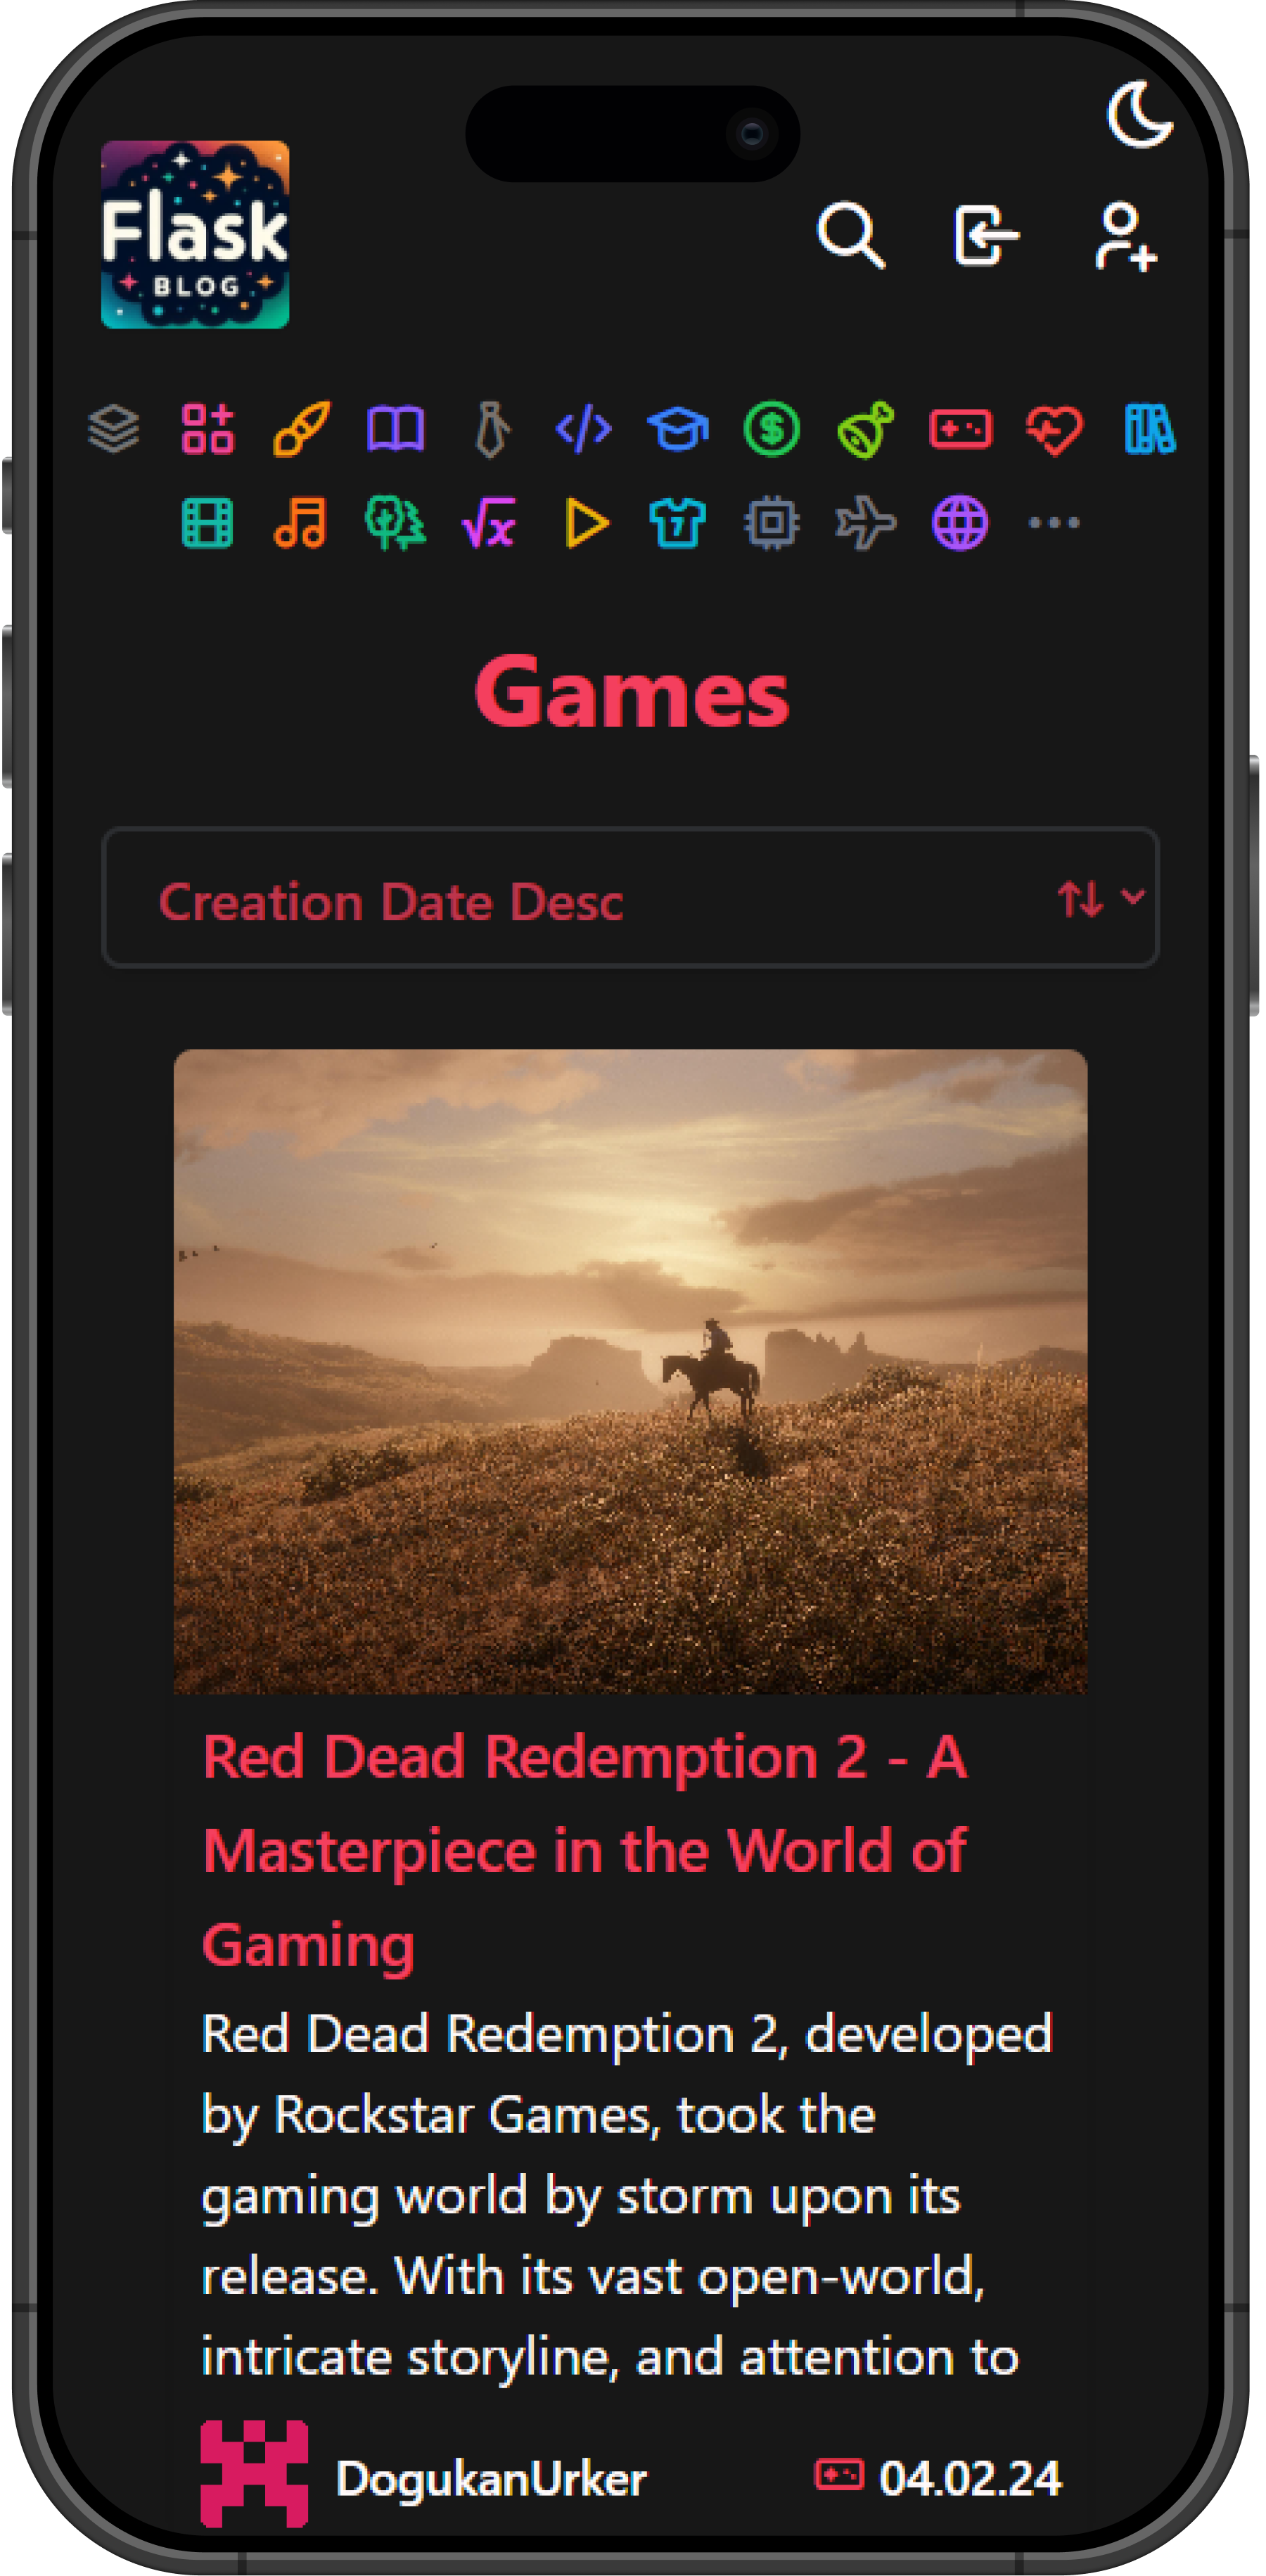 Flask
BLOG
Games
Creation Date Desc
Red Dead Redemption 2 - A
Masterpiece in the World of
Gaming
Red Dead Redemption 2, developed
by Rockstar Games, took the
gaming world by storm upon its
release. With its vast open-world,
intricate storyline, and attention to
DogukanUrker 04.02.24